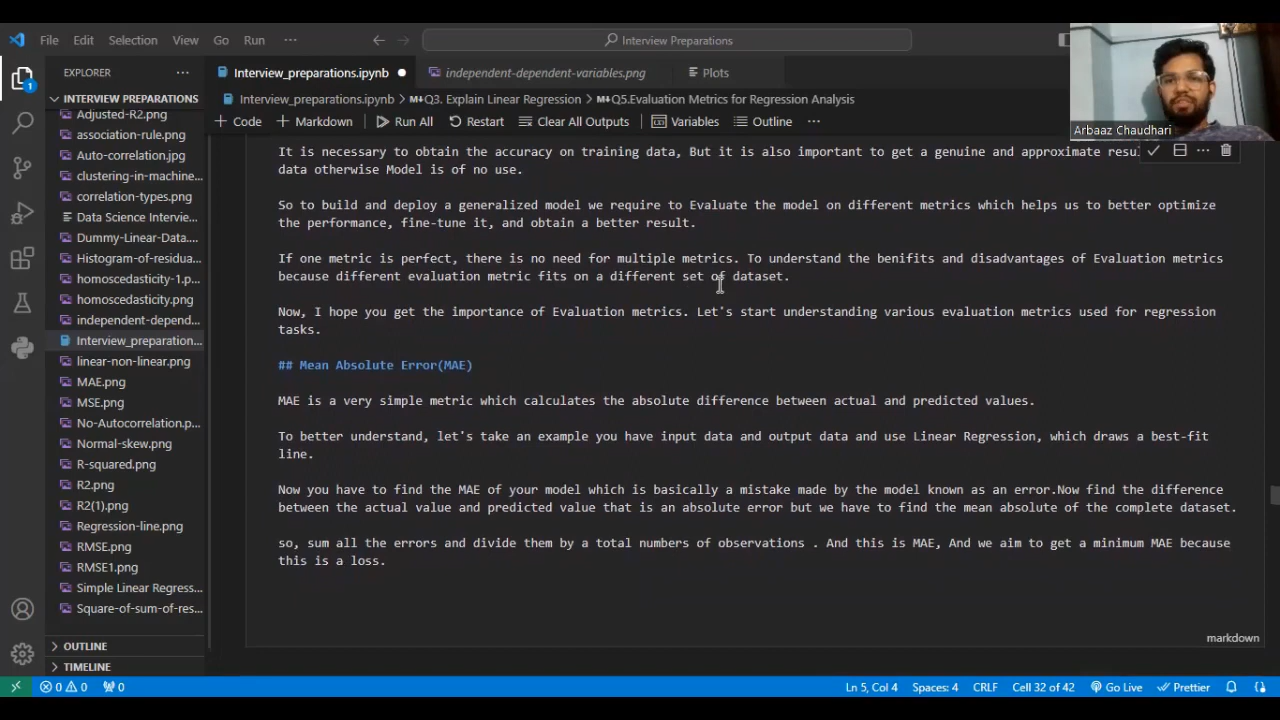 File Edit Selection View Go Run ··· Interview Preparations
EXPLORER ···
Interview_preparations.ipynb ● independent-dependent-variables.png Plots
INTERVIEW PREPARATIONS
Interview_preparations.ipynb > M↓Q3. Explain Linear Regression > M↓Q5.Evaluation Metrics for Regression Analysis
+ Code + Markdown Run All Restart Clear All Outputs Variables Outline ···
Arbaaz Chaudhari
Adjusted-R2.png
association-rule.png
Auto-correlation.jpg
clustering-in-machine...
correlation-types.png
Data Science Intervie...
Dummy-Linear-Data....
Histogram-of-residua...
homoscedasticity-1.p...
homoscedasticity.png
independent-depend...
Interview_preparation...
linear-non-linear.png
MAE.png
MSE.png
No-Autocorrelation.p...
Normal-skew.png
R-squared.png
R2.png
R2(1).png
Regression-line.png
RMSE.png
RMSE1.png
Simple Linear Regress...
Square-of-sum-of-res...
OUTLINE
TIMELINE
It is necessary to obtain the accuracy on training data, But it is also important to get a genuine and approximate resu
data otherwise Model is of no use.
So to build and deploy a generalized model we require to Evaluate the model on different metrics which helps us to better optimize
the performance, fine-tune it, and obtain a better result.
If one metric is perfect, there is no need for multiple metrics. To understand the benifits and disadvantages of Evaluation metrics
because different evaluation metric fits on a different set of dataset.
Now, I hope you get the importance of Evaluation metrics. Let's start understanding various evaluation metrics used for regression
tasks.
## Mean Absolute Error(MAE)
MAE is a very simple metric which calculates the absolute difference between actual and predicted values.
To better understand, let's take an example you have input data and output data and use Linear Regression, which draws a best-fit
line.
Now you have to find the MAE of your model which is basically a mistake made by the model known as an error.Now find the difference
between the actual value and predicted value that is an absolute error but we have to find the mean absolute of the complete dataset.
so, sum all the errors and divide them by a total numbers of observations . And this is MAE, And we aim to get a minimum MAE because
this is a loss.
markdown
0 0 0 Ln 5, Col 4 Spaces: 4 CRLF Cell 32 of 42 Go Live Prettier